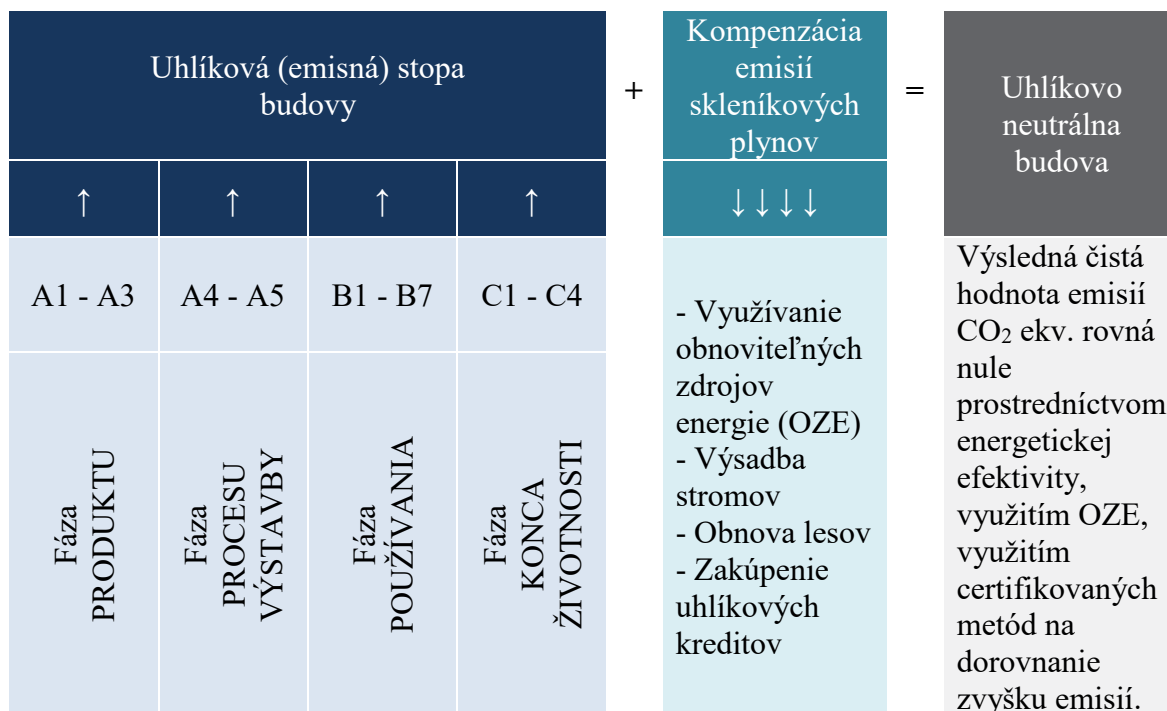 Uhlíková (emisná) stopa
budovy
+
Kompenzácia
emisií
skleníkových
plynov
=
Uhlíkovo
neutrálna
budova
↑ ↑ ↑ ↑
↓↓↓↓
A1 - A3
A4 - A5
B1 - B7
C1 - C4
Fáza
PRODUKTU
Fáza
PROCESU
VÝSTAVBY
Fáza
POUŽÍVANIA
Fáza
KONCA
ŽIVOTNOSTI
- Využívanie
obnoviteľných
zdrojov
energie (OZE)
- Výsadba
stromov
- Obnova lesov
- Zakúpenie
uhlíkových
kreditov
Výsledná čistá
hodnota emisií
CO₂ ekv. rovná
nule
prostredníctvom
energetickej
efektivity,
využitím OZE,
využitím
certifikovaných
metód na
dorovnanie
zvyšku emisií.